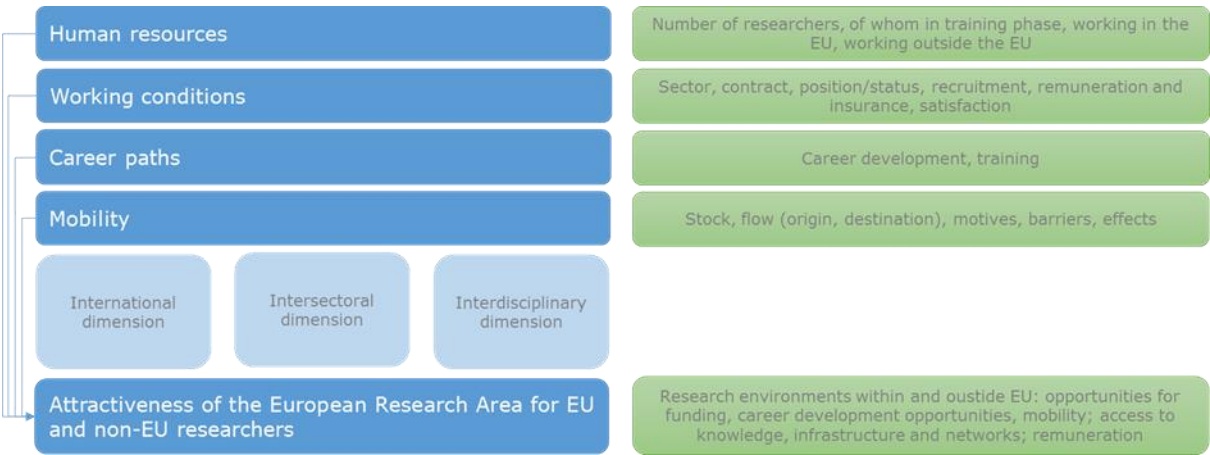 Human resources
Number of researchers, of whom in training phase, working in the
EU, working outside the EU
Working conditions
Sector, contract, position/status, recruitment, remuneration and
insurance, satisfaction
Career paths
Career development, training
Mobility
Stock, flow (origin, destination), motives, barriers, effects
International
dimension
Intersectoral
dimension
Interdisciplinary
dimension
Attractiveness of the European Research Area for EU
and non-EU researchers
Research environments within and oustide EU: opportunities for
funding, career development opportunities, mobility; access to
knowledge, infrastructure and networks; remuneration